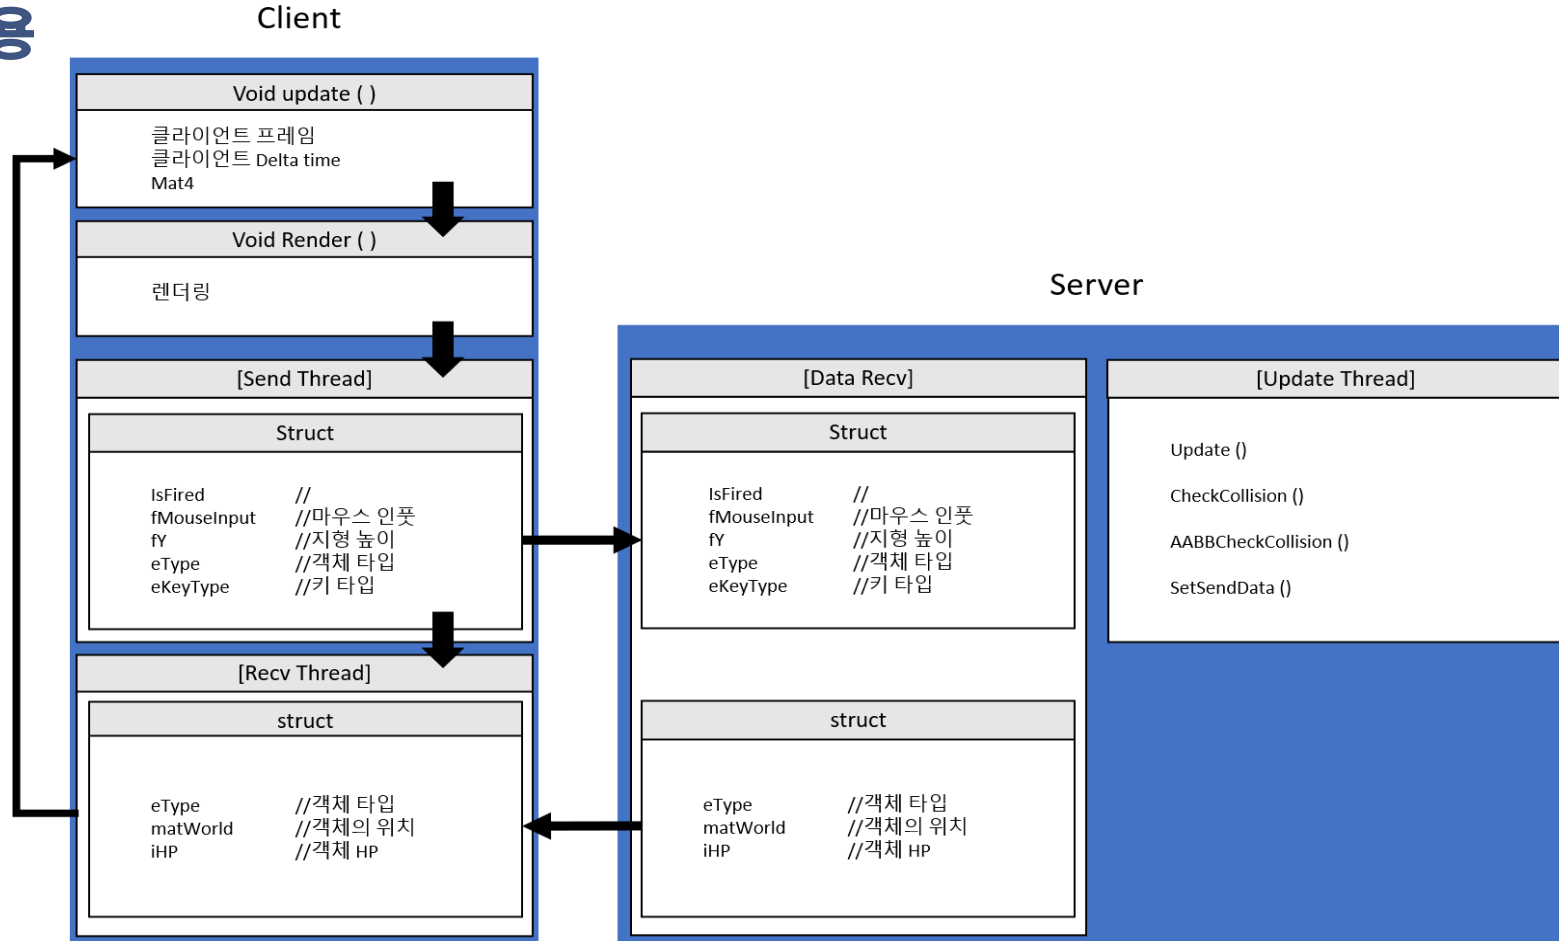 Client
Void update ( )
클라이언트 프레임
클라이언트 Delta time
Mat4
Void Render ( )
렌더링
[Send Thread]
Struct
IsFired //
fMouseInput //마우스 인풋
fY //지형 높이
eType //객체 타입
eKeyType //키 타입
[Recv Thread]
struct
eType //객체 타입
matWorld //객체의 위치
iHP //객체 HP
Server
[Data Recv]
Struct
IsFired //
fMouseInput //마우스 인풋
fY //지형 높이
eType //객체 타입
eKeyType //키 타입
struct
eType //객체 타입
matWorld //객체의 위치
iHP //객체 HP
[Update Thread]
Update ()
CheckCollision ()
AABBCheckCollision ()
SetSendData ()